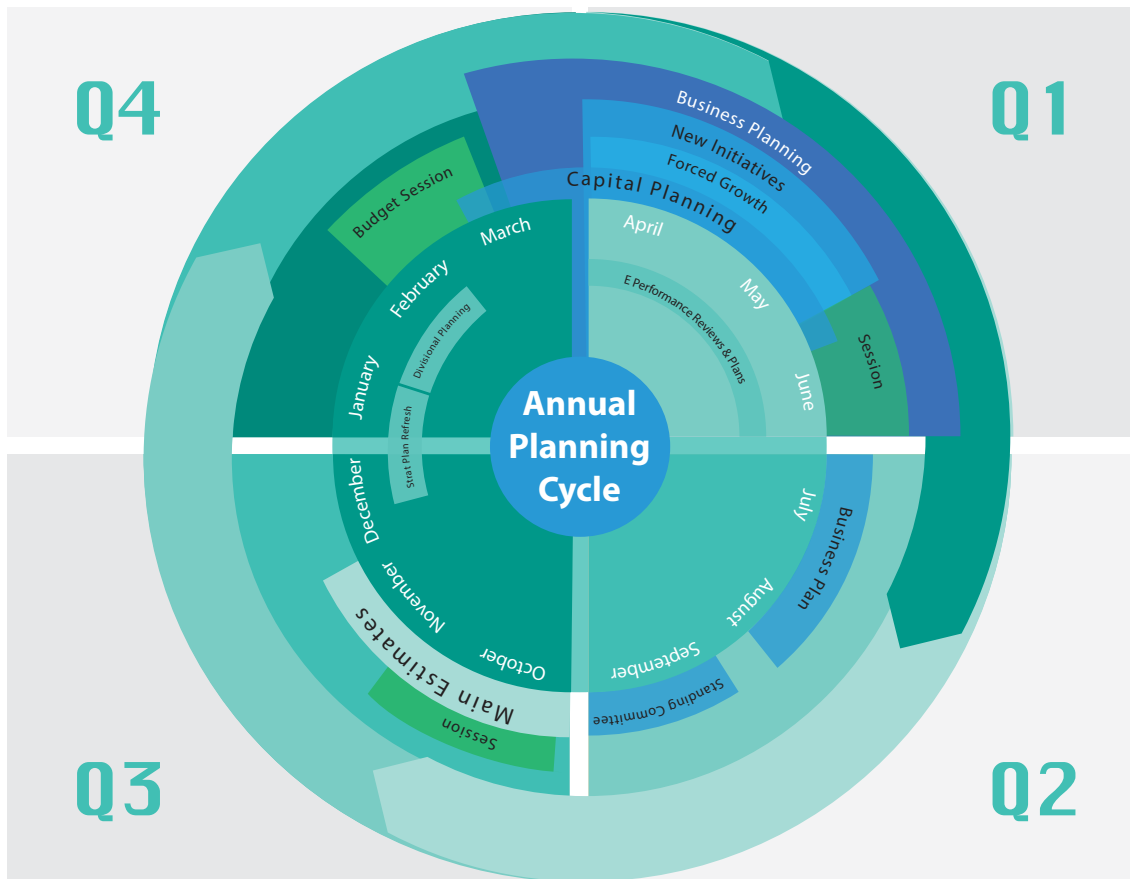 Q4
Q1
Business Planning
New Initiatives
Forced Growth
Capital Planning
Budget Session
March
April
February
May
E Performance Reviews & Plans
Divisional Planning
Session
January
June
Strat Plan Refresh
Annual
Planning
Cycle
December
July
Business Plan
November
August
October
September
Main Estimates
Standing Committee
Session
Q3
Q2